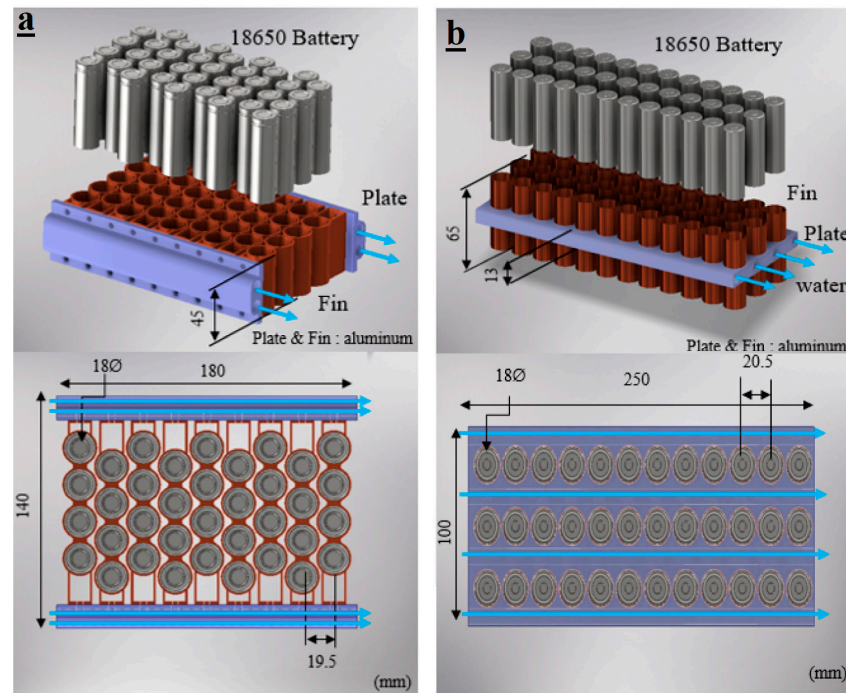 a
18650 Battery
Plate
Fin
45
Plate & Fin : aluminum
18Ø
180
140
19.5
(mm)
b
18650 Battery
Fin
Plate
65
13
water
Plate & Fin : aluminum
20.5
18Ø
250
100
(mm)